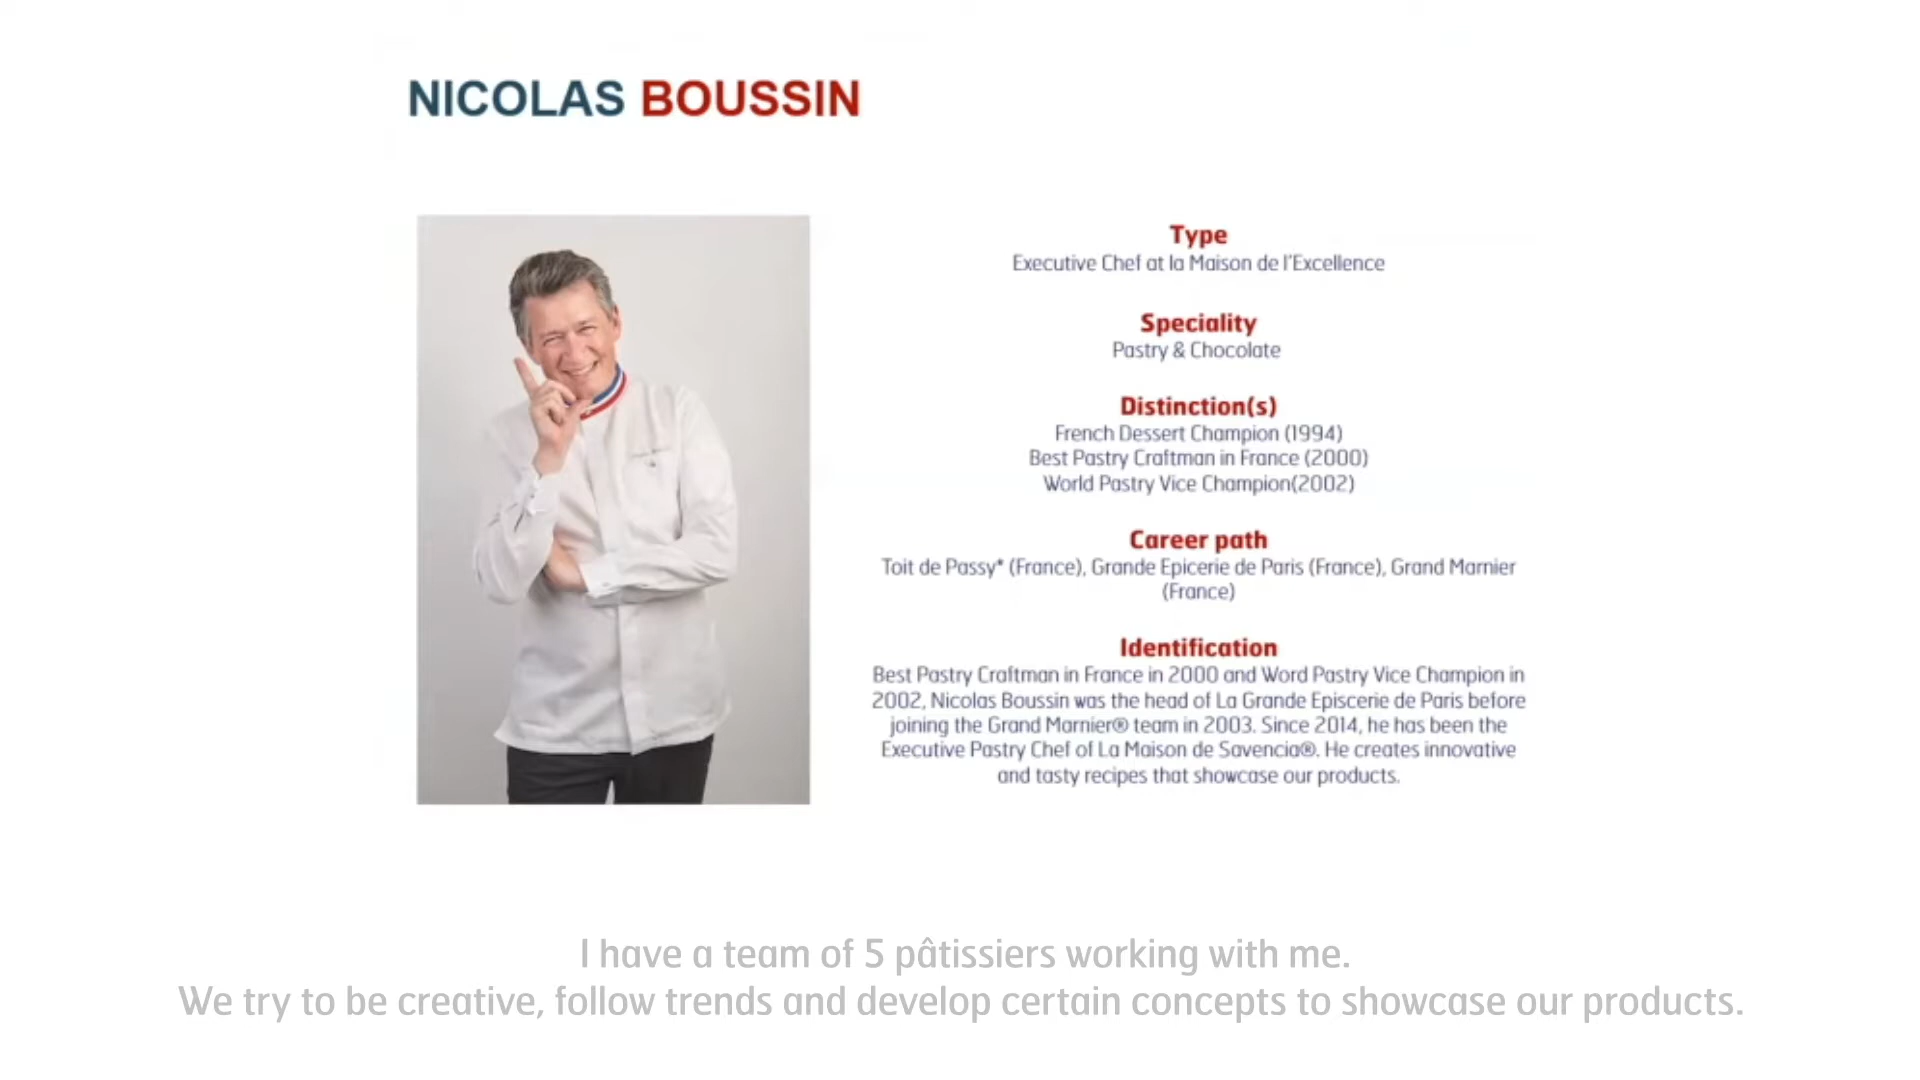 NICOLAS BOUSSIN
Type
Executive Chef at la Maison de l'Excellence
Speciality
Pastry & Chocolate
Distinction(s)
French Dessert Champion (1994)
Best Pastry Craftman in France (2000)
World Pastry Vice Champion(2002)
Career path
Toit de Passy* (France), Grande Epicerie de Paris (France), Grand Marnier
(France)
Identification
Best Pastry Craftman in France in 2000 and Word Pastry Vice Champion in
2002, Nicolas Boussin was the head of La Grande Episcerie de Paris before
joining the Grand Marnier® team in 2003. Since 2014, he has been the
Executive Pastry Chef of La Maison de Savencia®. He creates innovative
and tasty recipes that showcase our products.
I have a team of 5 pâtissiers working with me.
We try to be creative, follow trends and develop certain concepts to showcase our products.